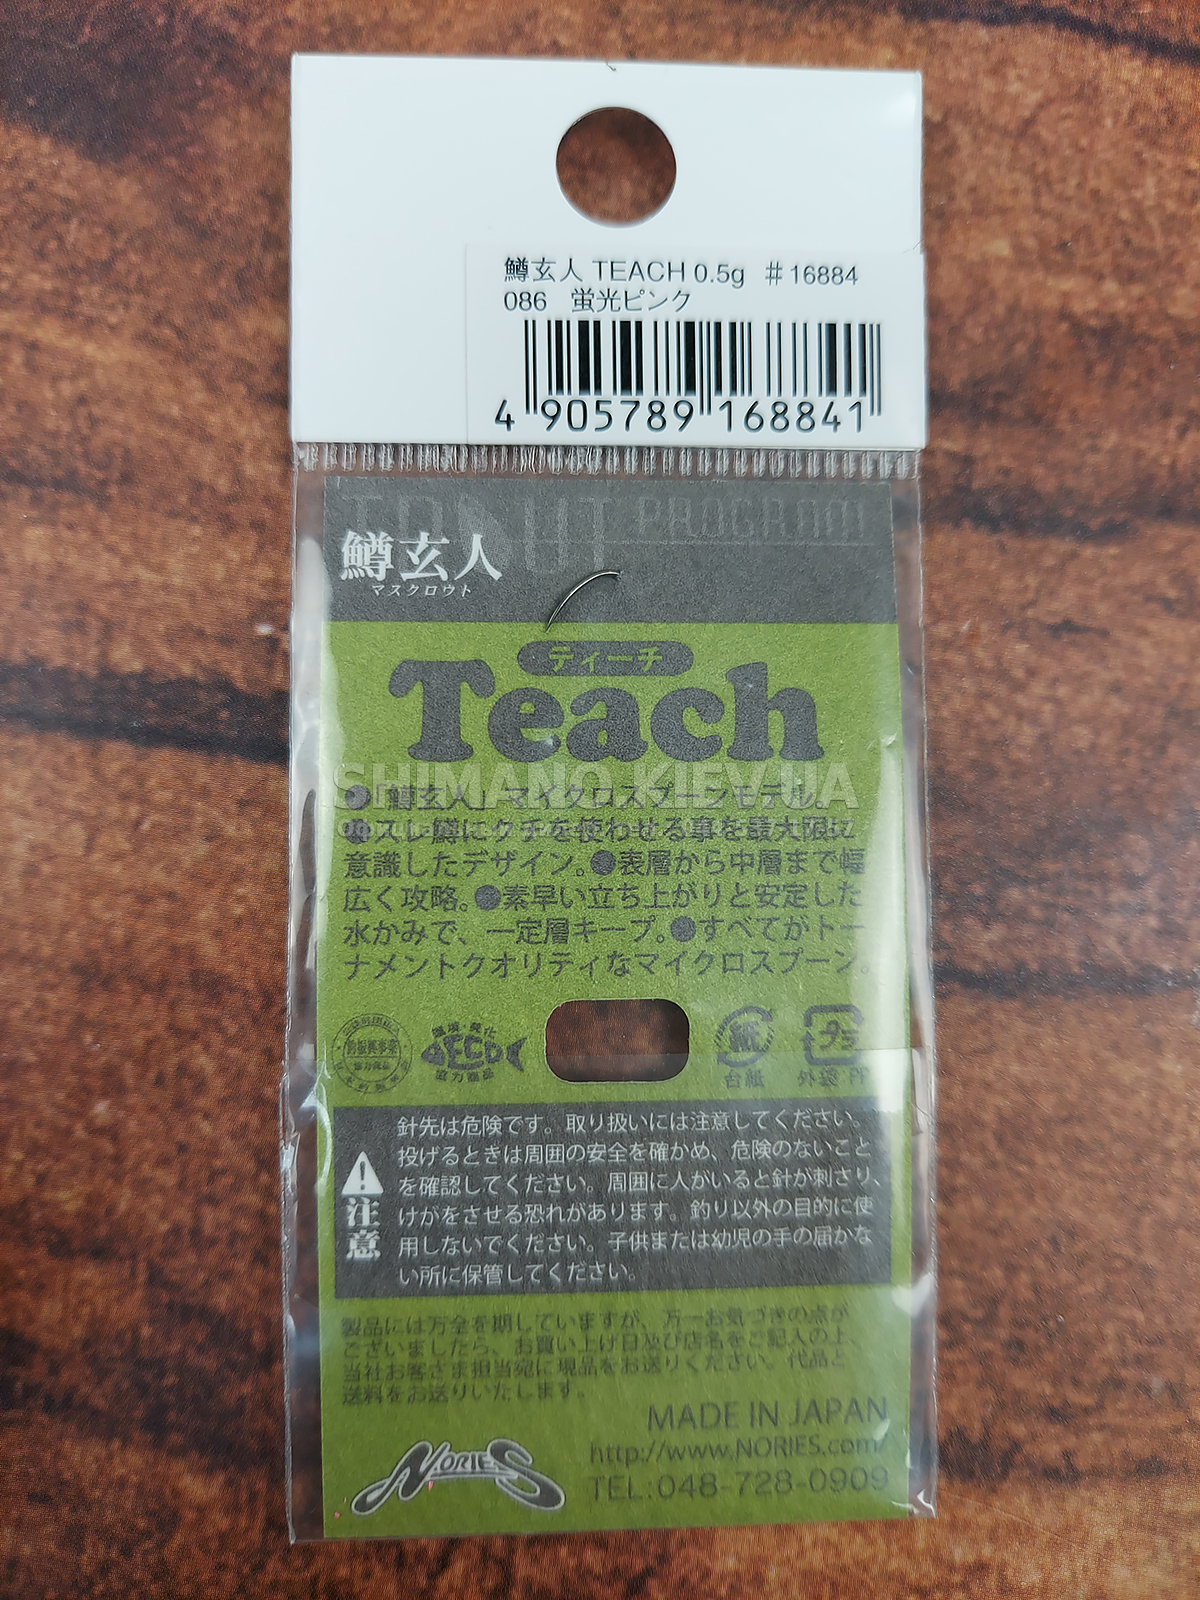 鱒玄人 TEACH 0.5g #16884
086 蛍光ピンク
4 905789 168841
TROUT PROGRAM
鱒玄人
マスクロウト
ティーチ
Teach
SHIMANO.KIEV.UA
●「鱒玄人」マイクロスプーンモデル。
●スレ鱒にクチを使わせる事を最大限に
意識したデザイン。●表層から中層まで幅
広く攻略。●素早い立ち上がりと安定した
水かみで、一定層キープ。●すべてがトー
ナメントクオリティなマイクロスプーン。
環境・美化
ECO
協力商品
紙
台紙
プラ
外袋:PP
針先は危険です。取り扱いには注意してください。
投げるときは周囲の安全を確かめ、危険のないこと
を確認してください。周囲に人がいると針が刺さり、
けがをさせる恐れがあります。釣り以外の目的に使
用しないでください。子供または幼児の手の届かな
い所に保管してください。
注意
製品には万全を期していますが、万一お気づきの点が
ございましたら、お買い上げ日及び店名をご記入の上、
当社お客さま担当宛に現品をお送りください。代品と
送料をお送りいたします。
MADE IN JAPAN
http://www.NORIES.com/
TEL:048-728-0909
NORIES